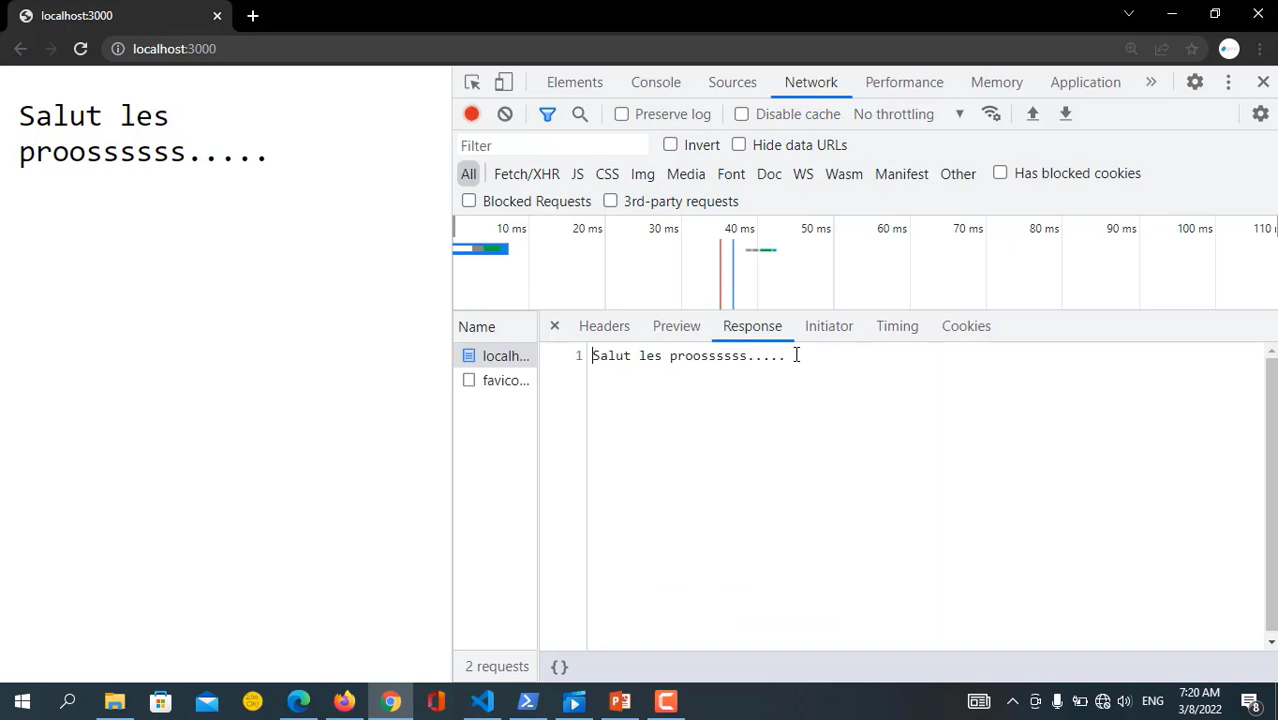 localhost:3000
localhost:3000
Salut les
proossssss.....
Elements Console Sources Network Performance Memory Application
Preserve log Disable cache No throttling
Filter Invert Hide data URLs
All Fetch/XHR JS CSS Img Media Font Doc WS Wasm Manifest Other Has blocked cookies
Blocked Requests 3rd-party requests
10 ms 20 ms 30 ms 40 ms 50 ms 60 ms 70 ms 80 ms 90 ms 100 ms 110
Name Headers Preview Response Initiator Timing Cookies
localh... 1 Salut les proossssss.....
favico...
2 requests {}
ENG 7:20 AM
3/8/2022 8